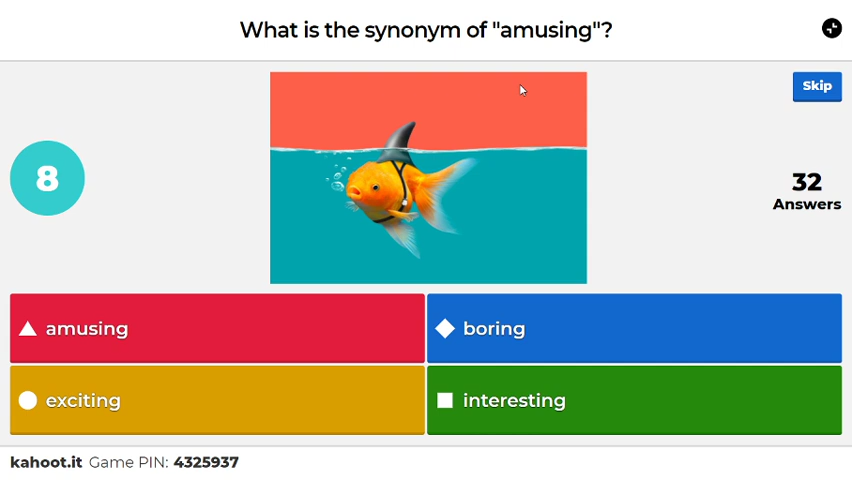 What is the synonym of "amusing"?
Skip
8
32
Answers
amusing
boring
exciting
interesting
kahoot.it Game PIN: 4325937